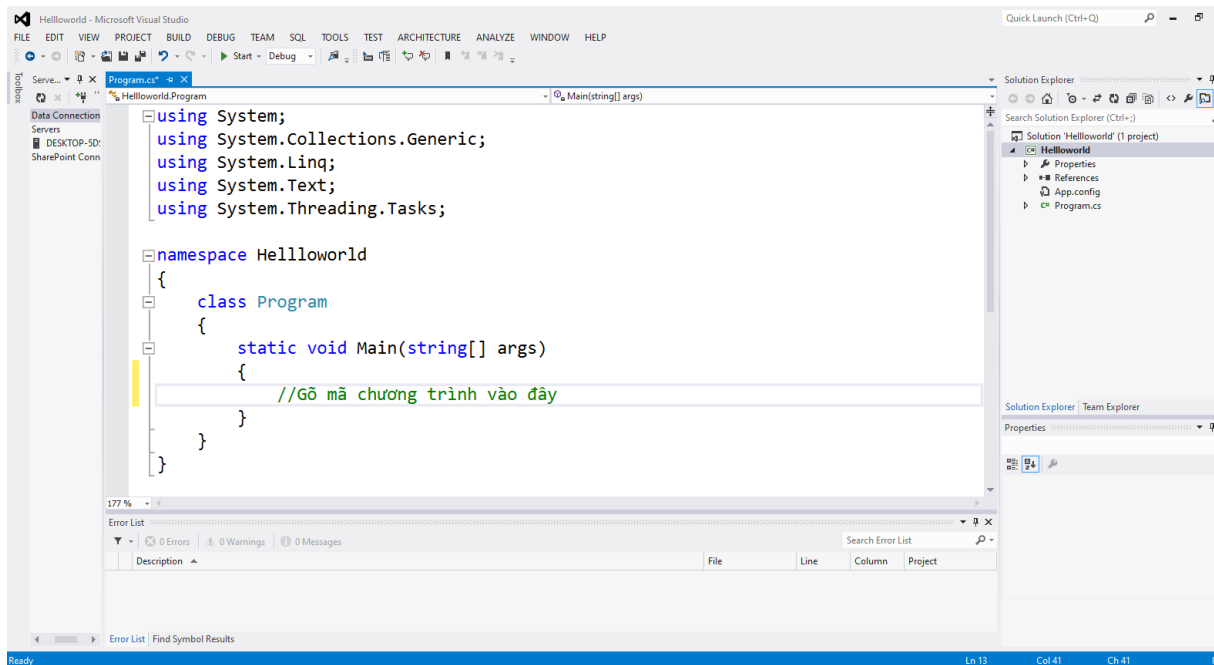 Hellloworld - Microsoft Visual Studio
Quick Launch (Ctrl+Q)
FILE EDIT VIEW PROJECT BUILD DEBUG TEAM SQL TOOLS TEST ARCHITECTURE ANALYZE WINDOW HELP
Start Debug
Toolbox
Serve...
Data Connection
Servers
DESKTOP-5D
SharePoint Conn
Program.cs*
Hellloworld.Program
Main(string[] args)
using System;
using System.Collections.Generic;
using System.Linq;
using System.Text;
using System.Threading.Tasks;
namespace Hellloworld
{
class Program
{
static void Main(string[] args)
{
//Gõ mã chương trình vào đây
}
}
}
177 %
Error List
0 Errors 0 Warnings 0 Messages
Search Error List
Description File Line Column Project
Error List Find Symbol Results
Solution Explorer
Search Solution Explorer (Ctrl+;)
Solution 'Hellloworld' (1 project)
C# Hellloworld
Properties
References
App.config
C# Program.cs
Solution Explorer Team Explorer
Properties
Ready Ln 13 Col 41 Ch 41